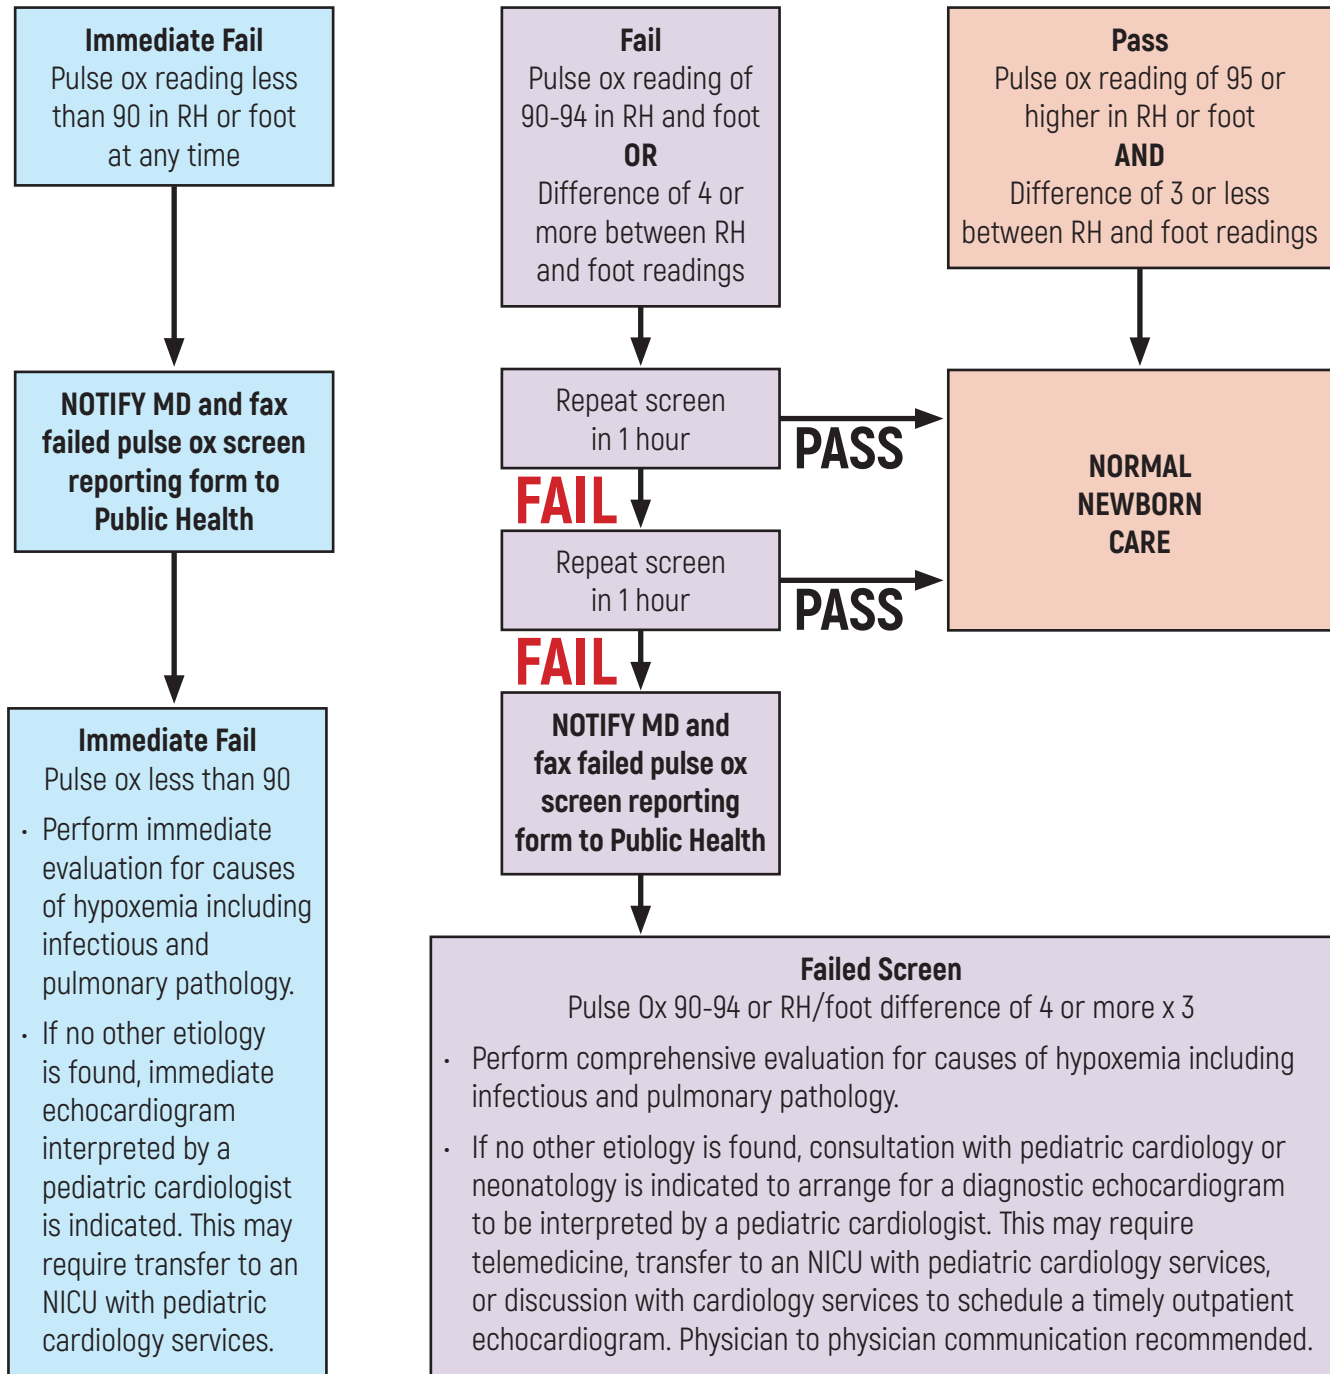 Immediate Fail
Pulse ox reading less
than 90 in RH or foot
at any time
NOTIFY MD and fax
failed pulse ox screen
reporting form to
Public Health
Immediate Fail
Pulse ox less than 90
· Perform immediate
evaluation for causes
of hypoxemia including
infectious and
pulmonary pathology.
· If no other etiology
is found, immediate
echocardiogram
interpreted by a
pediatric cardiologist
is indicated. This may
require transfer to an
NICU with pediatric
cardiology services.
Fail
Pulse ox reading of
90-94 in RH and foot
OR
Difference of 4 or
more between RH
and foot readings
Repeat screen
in 1 hour
PASS
FAIL
Repeat screen
in 1 hour
PASS
FAIL
NOTIFY MD and
fax failed pulse ox
screen reporting
form to Public Health
Failed Screen
Pulse Ox 90-94 or RH/foot difference of 4 or more x 3
· Perform comprehensive evaluation for causes of hypoxemia including
infectious and pulmonary pathology.
· If no other etiology is found, consultation with pediatric cardiology or
neonatology is indicated to arrange for a diagnostic echocardiogram
to be interpreted by a pediatric cardiologist. This may require
telemedicine, transfer to an NICU with pediatric cardiology services,
or discussion with cardiology services to schedule a timely outpatient
echocardiogram. Physician to physician communication recommended.
Pass
Pulse ox reading of 95 or
higher in RH or foot
AND
Difference of 3 or less
between RH and foot readings
NORMAL
NEWBORN
CARE